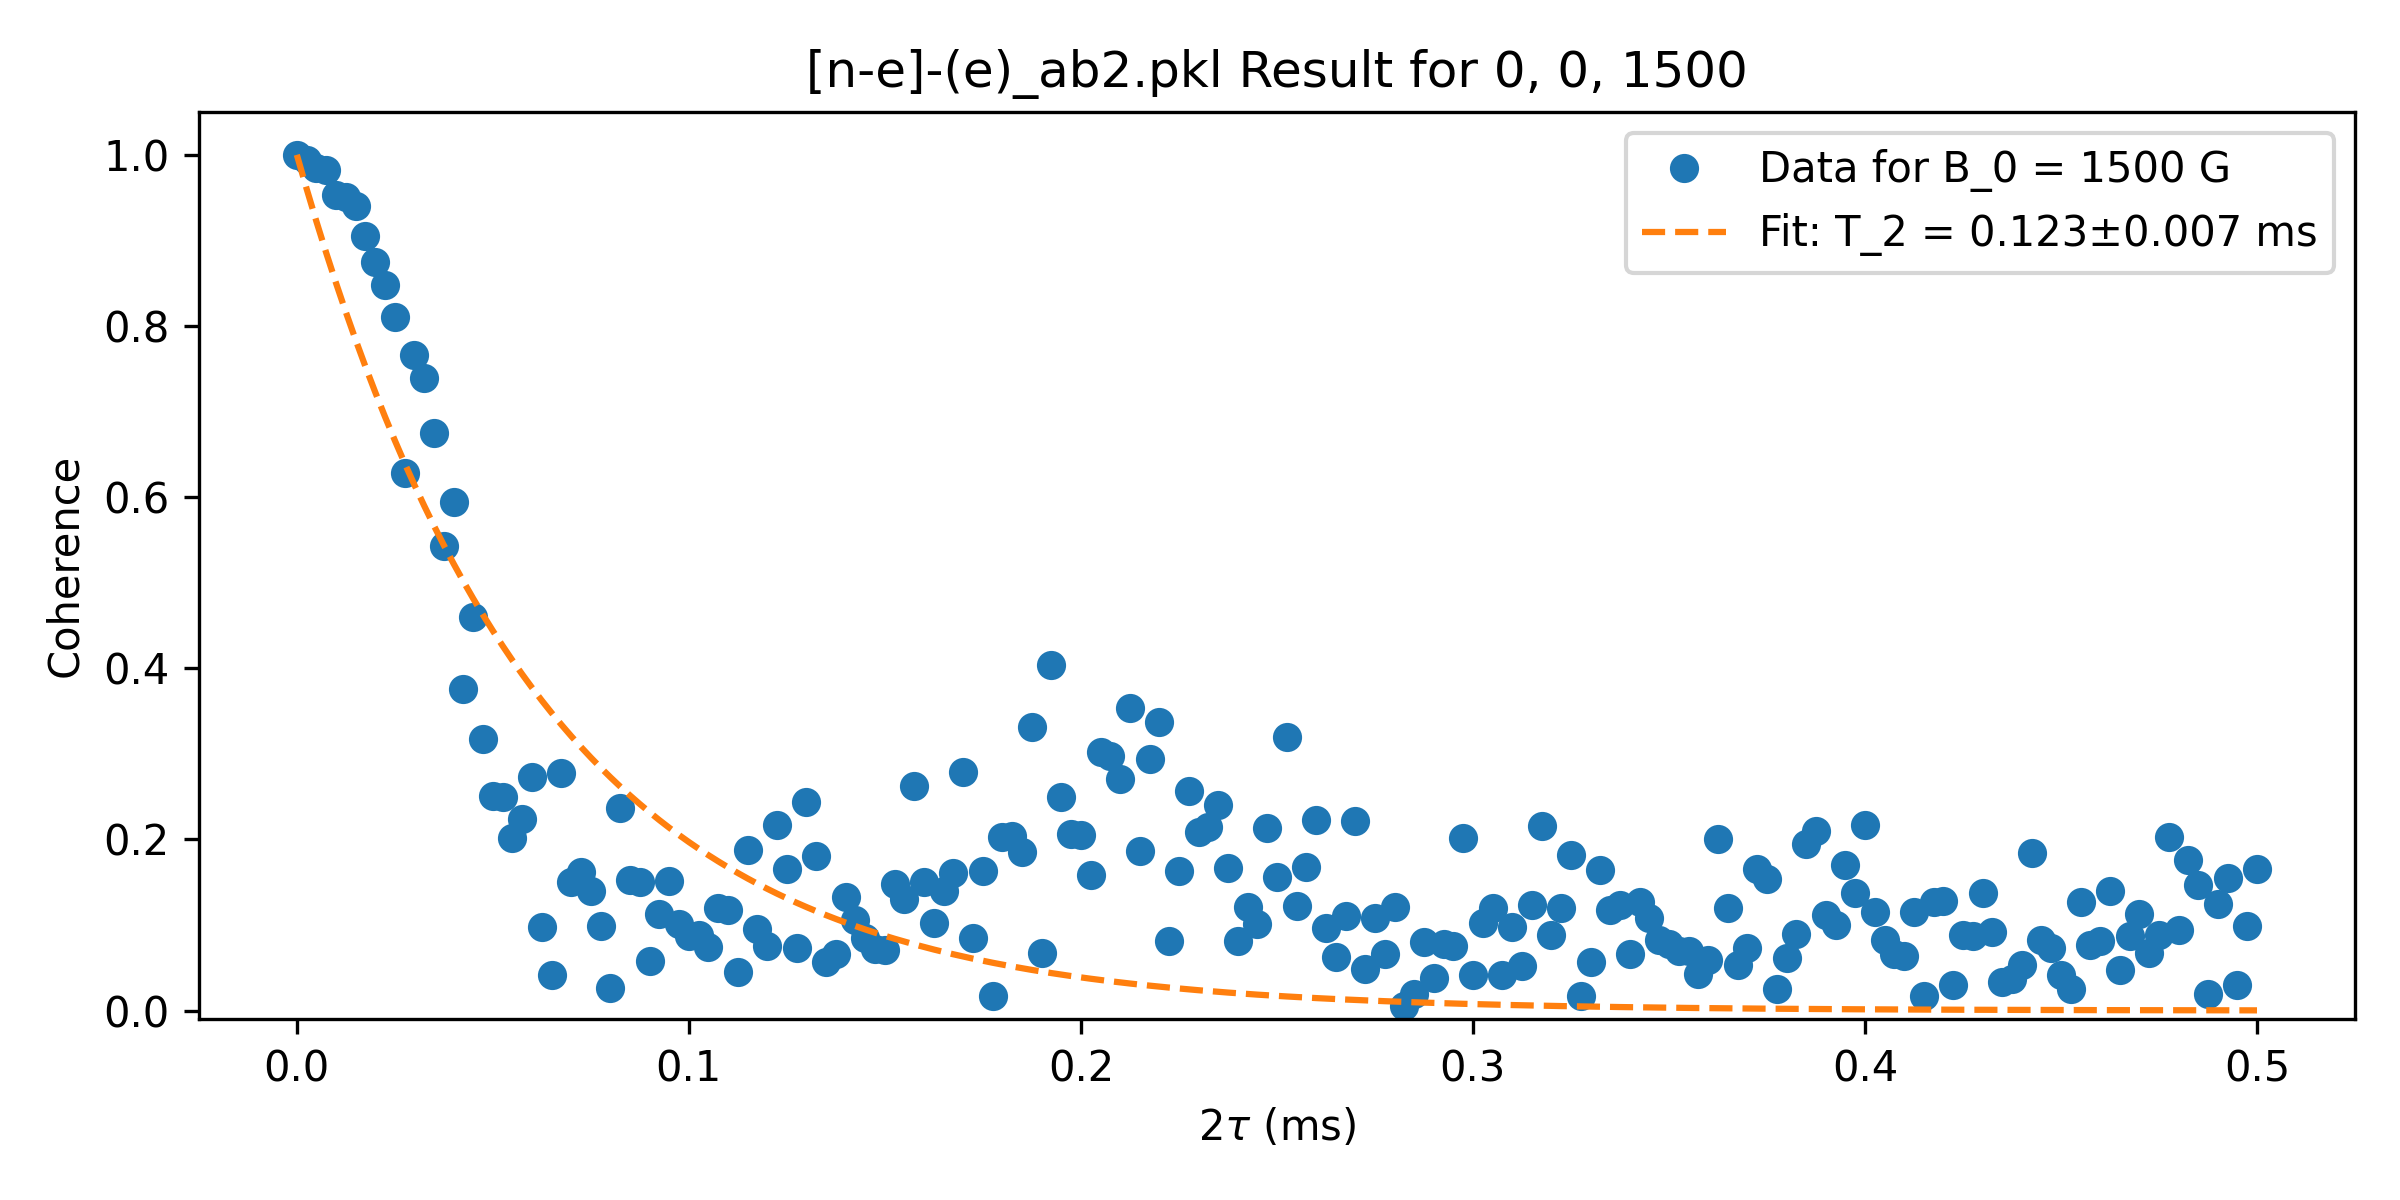 [n-e]-(e)_ab2.pkl Result for 0, 0, 1500
Data for B_0 = 1500 G
Fit: T_2 = 0.123±0.007 ms
Coherence
1.0
0.8
0.6
0.4
0.2
0.0
0.0 0.1 0.2 0.3 0.4 0.5
2τ (ms)